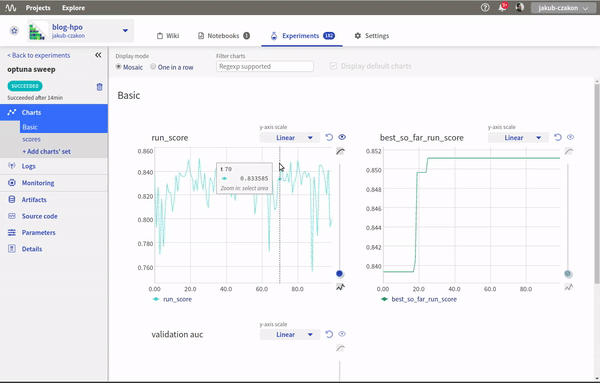 Projects Explore
jakub-czakon
blog-hpo
jakub-czakon
Wiki
Notebooks 1
Experiments 182
Settings
< Back to experiments
optuna sweep
SUCCEEDED
Succeeded after 14min
Charts
Basic
scores
+ Add charts' set
Logs
Monitoring
Artifacts
Source code
Parameters
Details
Display mode
Mosaic One in a row
Filter charts
Regexp supported
Display default charts
Basic
run_score
y-axis scale
Linear
0.860
0.840
0.820
0.800
0.780
0.760
0.00 20.0 40.0 60.0 80.0
t 70
0.833585
Zoom in: select area
run_score
best_so_far_run_score
y-axis scale
Linear
0.852
0.850
0.848
0.846
0.844
0.842
0.840
0.00 20.0 40.0 60.0 80.0
best_so_far_run_score
validation auc
y-axis scale
Linear